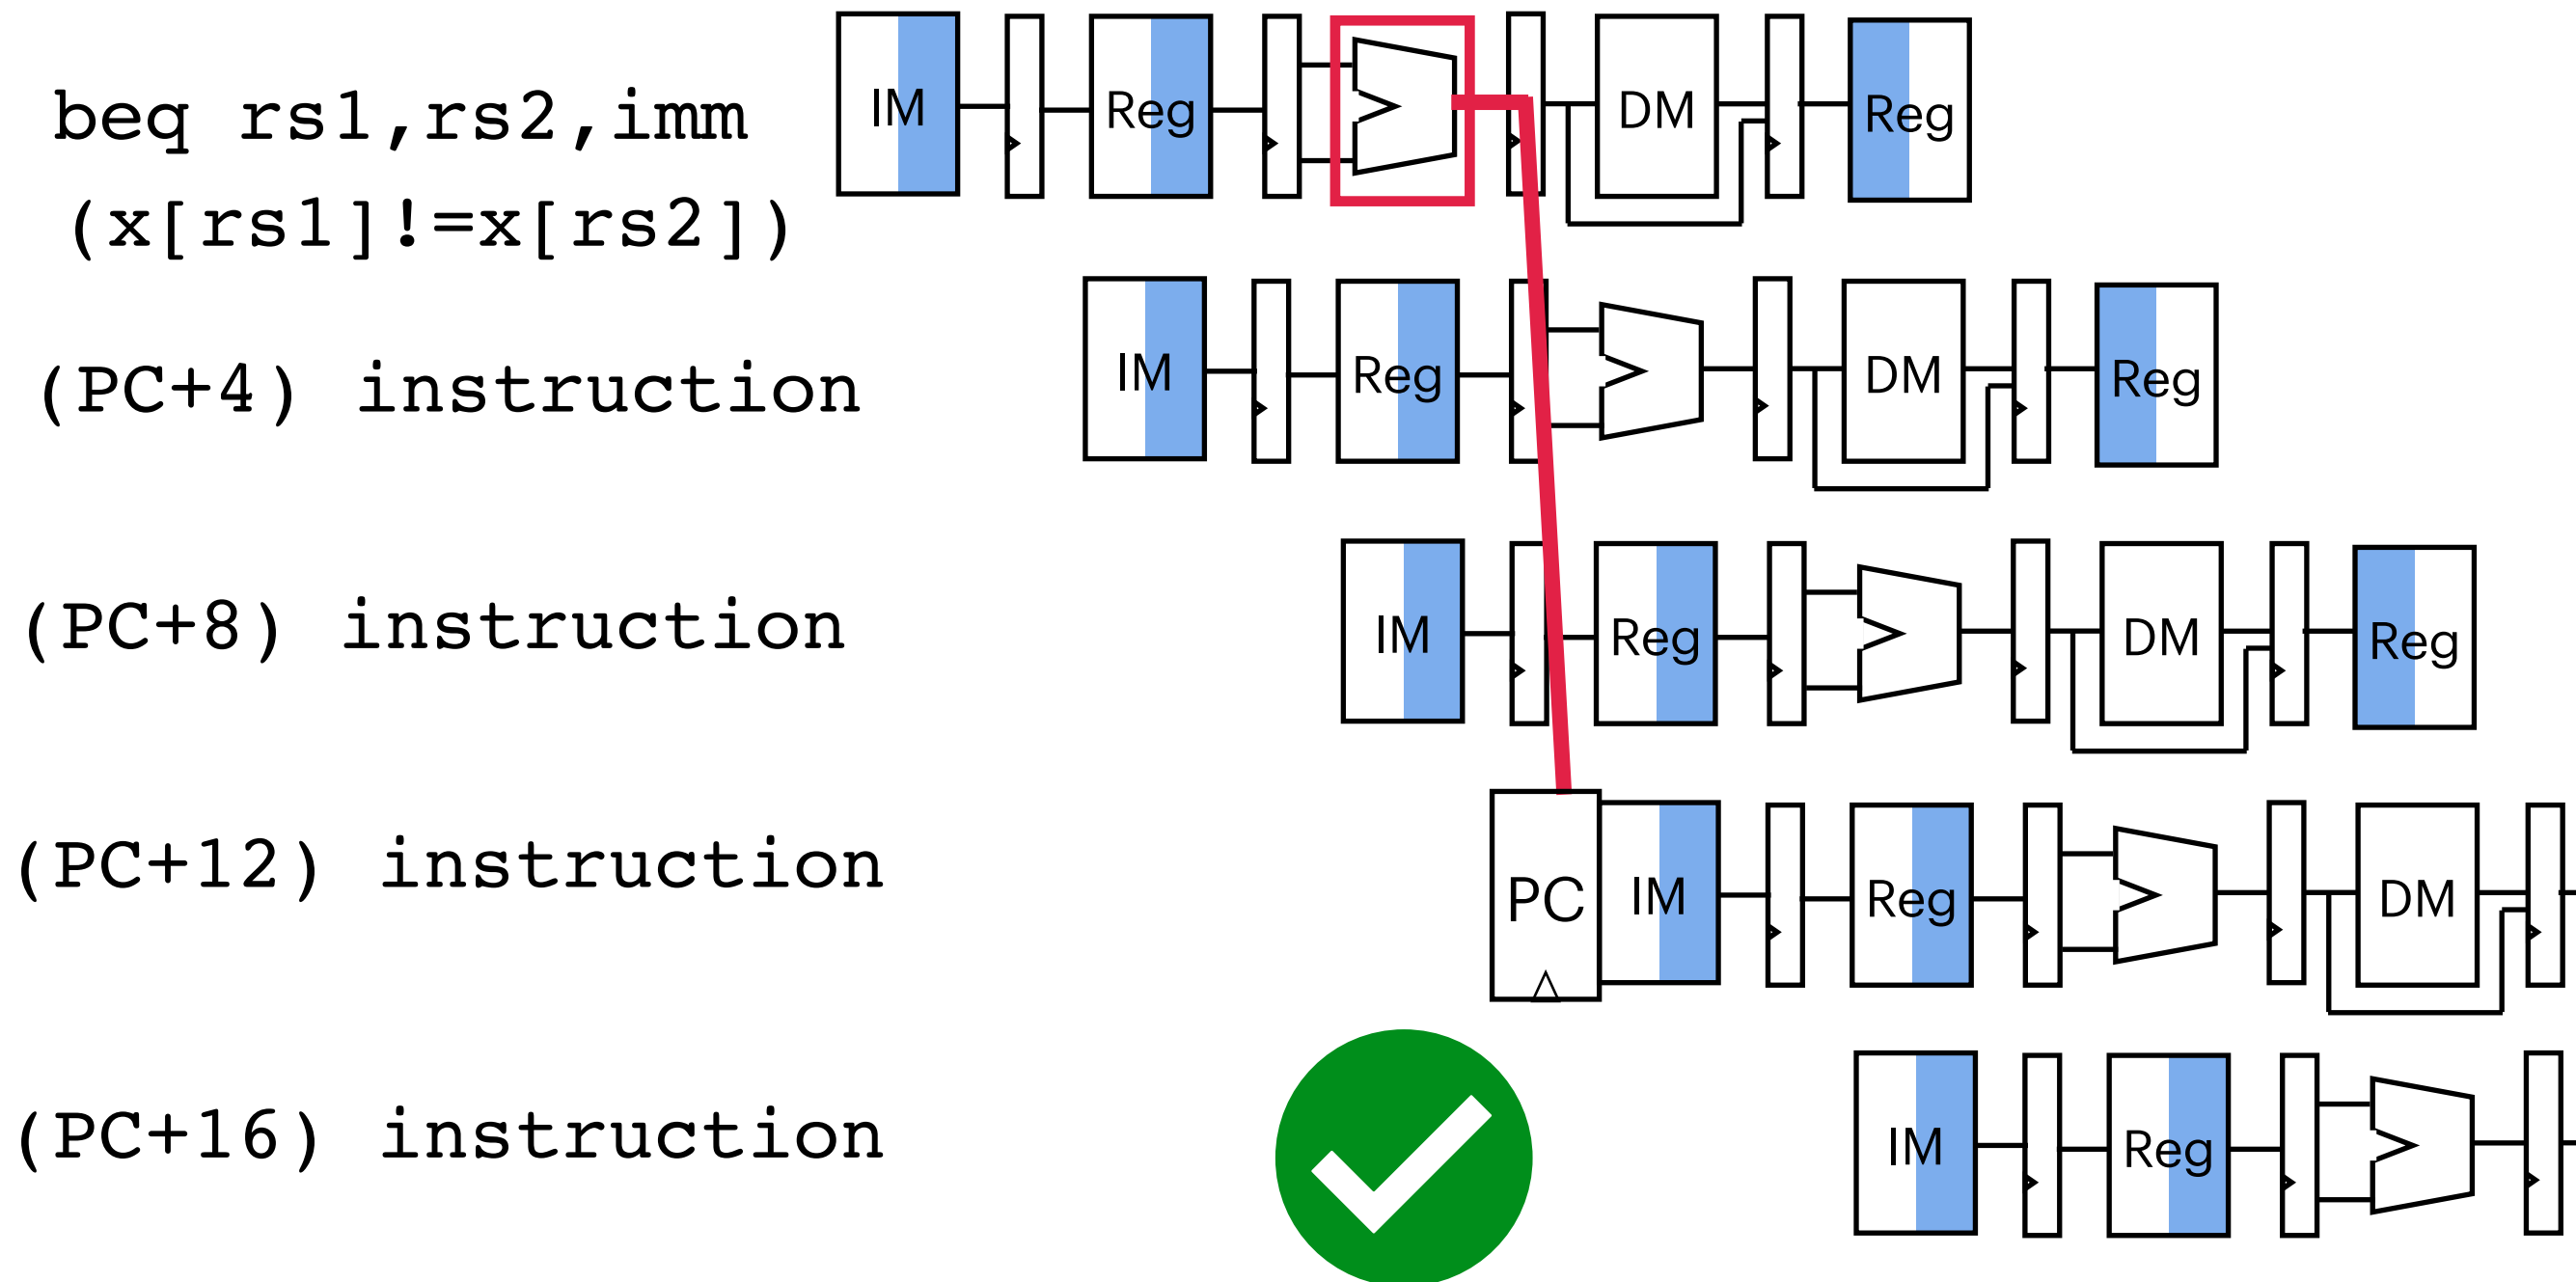 IM Reg DM Reg
beq rs1,rs2,imm
(x[rs1]!=x[rs2])
(PC+4) instruction IM Reg DM Reg
(PC+8) instruction IM Reg DM Reg
(PC+12) instruction PC IM Reg DM
(PC+16) instruction IM Reg